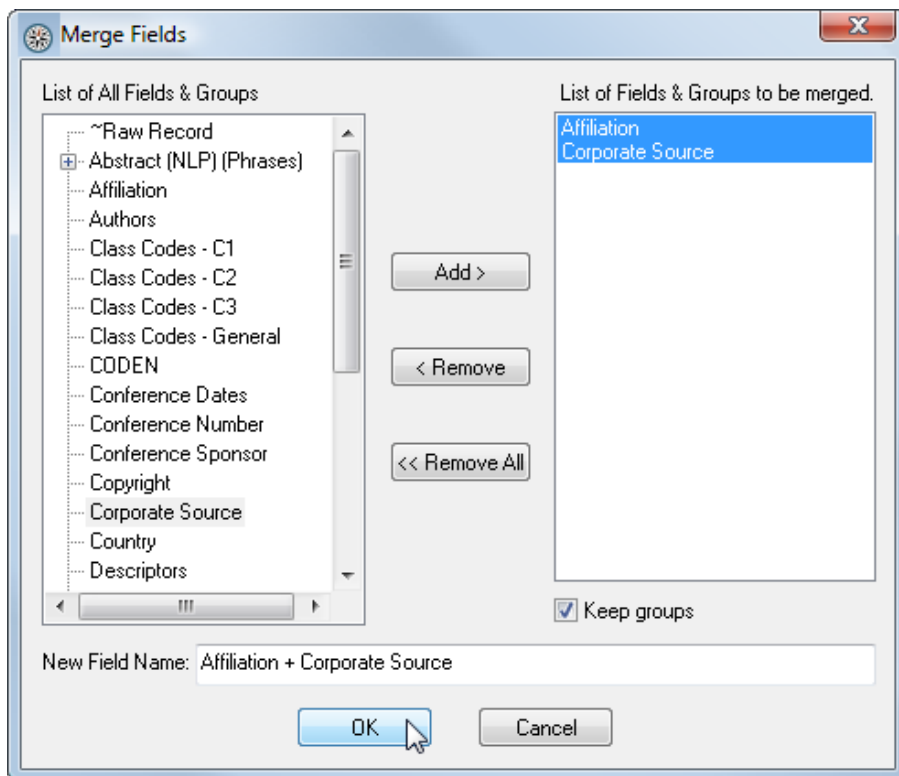 Merge Fields
List of All Fields & Groups
~Raw Record
Abstract (NLP) (Phrases)
Affiliation
Authors
Class Codes - C1
Class Codes - C2
Class Codes - C3
Class Codes - General
CODEN
Conference Dates
Conference Number
Conference Sponsor
Copyright
Corporate Source
Country
Descriptors
Add >
< Remove
<< Remove All
List of Fields & Groups to be merged.
Affiliation
Corporate Source
Keep groups
New Field Name: Affiliation + Corporate Source
OK
Cancel